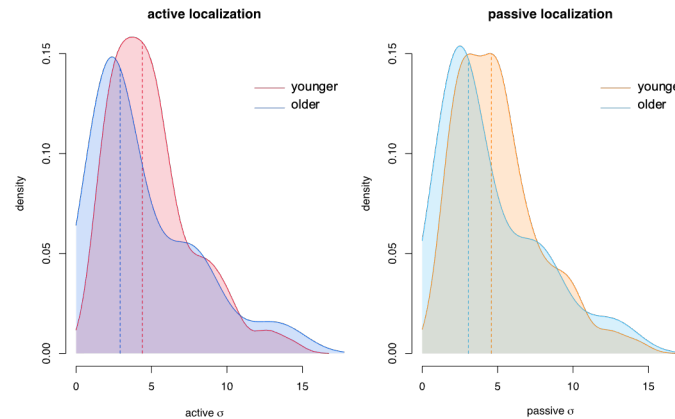 active localization
0.15
0.10
0.05
0.00
density
younger
older
0
5
10
15
active σ
passive localization
0.15
0.10
0.05
0.00
density
younge
older
0
5
10
15
passive σ